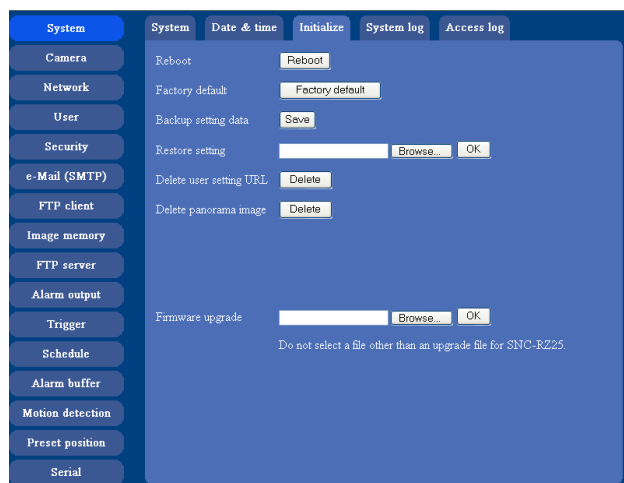 System
Camera
Network
User
Security
e-Mail (SMTP)
FTP client
Image memory
FTP server
Alarm output
Trigger
Schedule
Alarm buffer
Motion detection
Preset position
Serial
System Date & time Initialize System log Access log
Reboot Reboot
Factory default Factory default
Backup setting data Save
Restore setting Browse... OK
Delete user setting URL Delete
Delete panorama image Delete
Firmware upgrade Browse... OK
Do not select a file other than an upgrade file for SNC-RZ25.